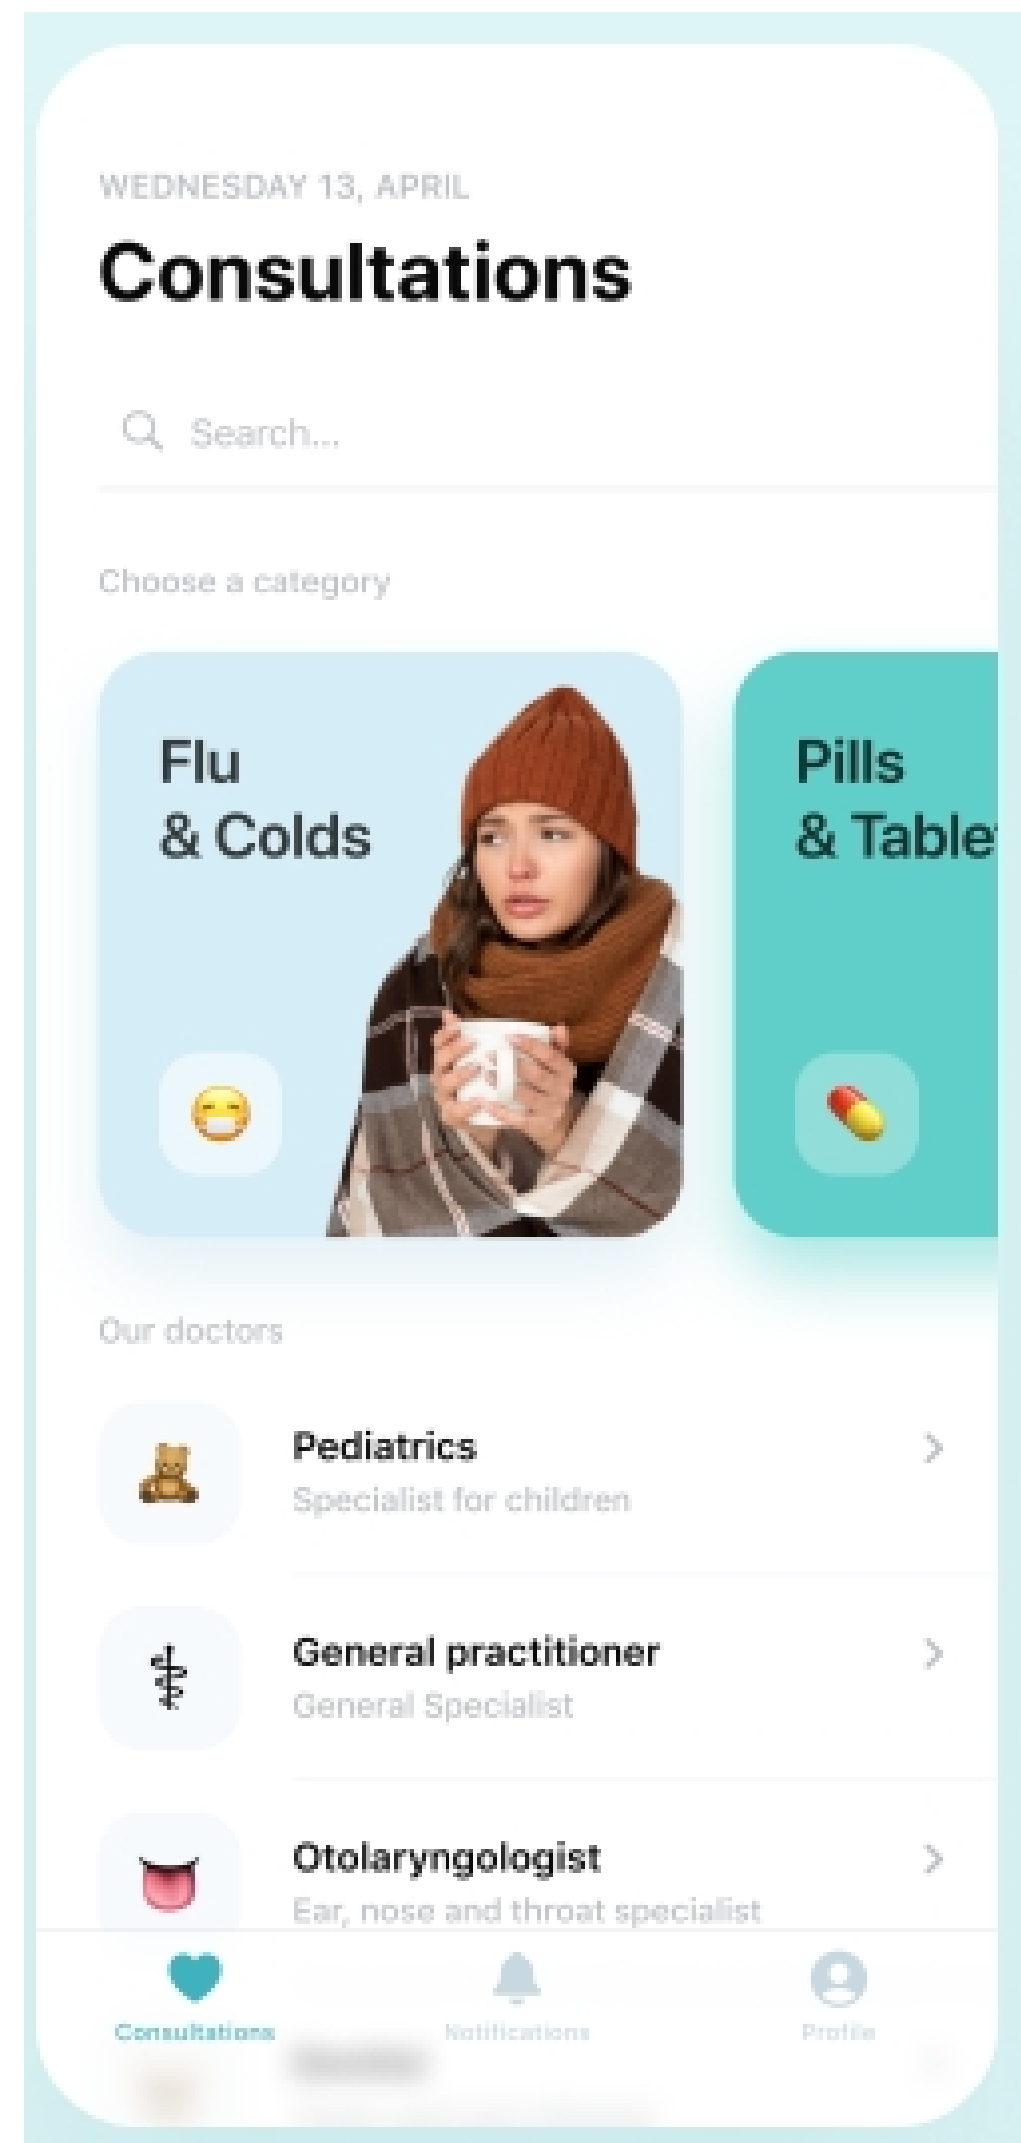 WEDNESDAY 13, APRIL
Consultations
Search...
Choose a category
Flu
& Colds
Pills
& Table
Our doctors
Pediatrics
Specialist for children
General practitioner
General Specialist
Otolaryngologist
Ear, nose and throat specialist
Consultations
Notifications
Profile